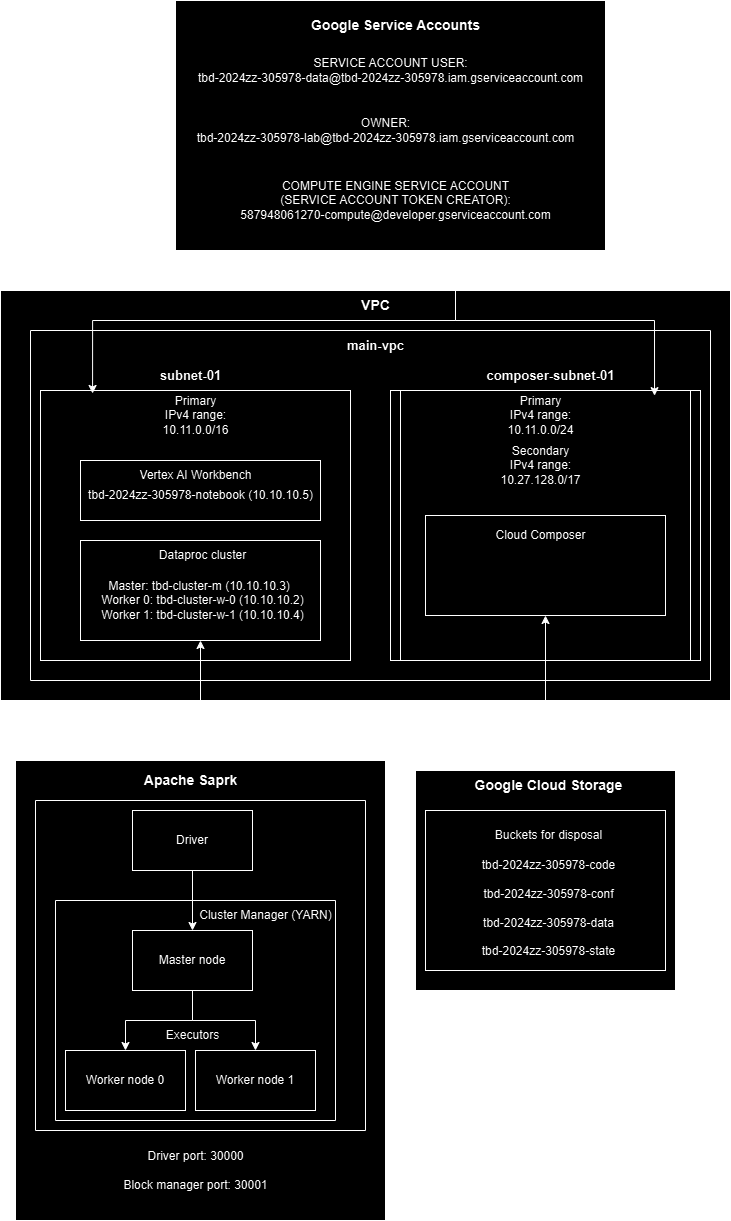 Google Service Accounts
SERVICE ACCOUNT USER:
tbd-2024zz-305978-data@tbd-2024zz-305978.iam.gserviceaccount.com
OWNER:
tbd-2024zz-305978-lab@tbd-2024zz-305978.iam.gserviceaccount.com
COMPUTE ENGINE SERVICE ACCOUNT
(SERVICE ACCOUNT TOKEN CREATOR):
587948061270-compute@developer.gserviceaccount.com
VPC
main-vpc
subnet-01
Primary
IPv4 range:
10.11.0.0/16
Vertex AI Workbench
tbd-2024zz-305978-notebook (10.10.10.5)
Dataproc cluster
Master: tbd-cluster-m (10.10.10.3)
Worker 0: tbd-cluster-w-0 (10.10.10.2)
Worker 1: tbd-cluster-w-1 (10.10.10.4)
composer-subnet-01
Primary
IPv4 range:
10.11.0.0/24
Secondary
IPv4 range:
10.27.128.0/17
Cloud Composer
Apache Saprk
Driver
Cluster Manager (YARN)
Master node
Executors
Worker node 0
Worker node 1
Driver port: 30000
Block manager port: 30001
Google Cloud Storage
Buckets for disposal
tbd-2024zz-305978-code
tbd-2024zz-305978-conf
tbd-2024zz-305978-data
tbd-2024zz-305978-state